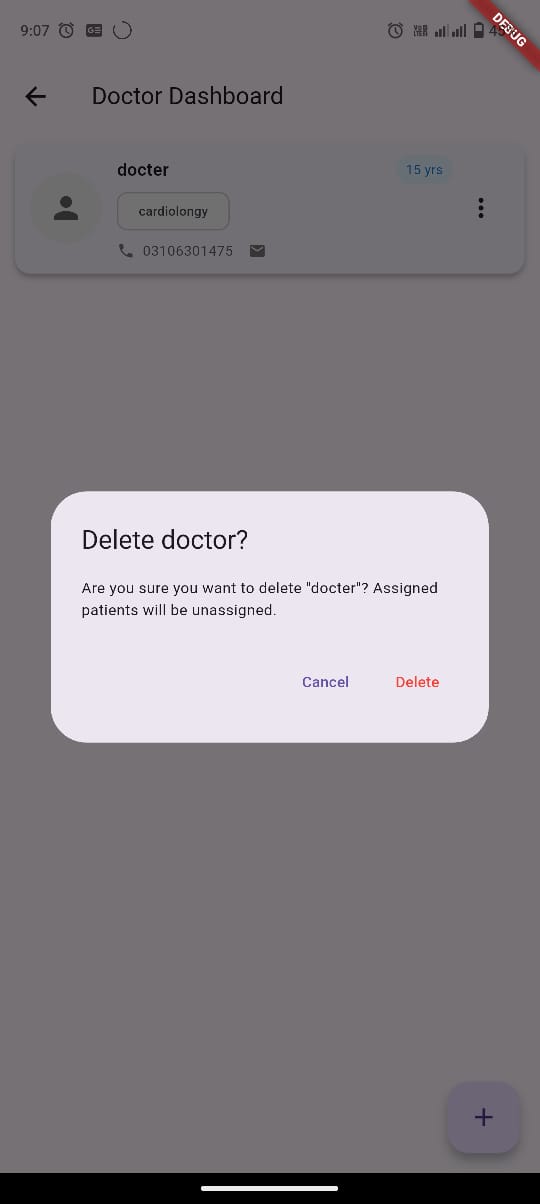 9:07
DEBUG
Doctor Dashboard
docter
15 yrs
cardiolongy
03106301475
Delete doctor?
Are you sure you want to delete "docter"? Assigned
patients will be unassigned.
Cancel Delete